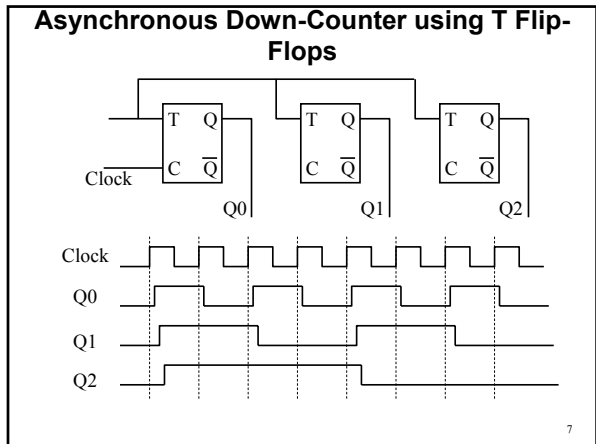 Asynchronous Down-Counter using T Flip-
Flops
T Q T Q T Q
C Q C Q C Q
Clock
Q0 Q1 Q2
Clock
Q0
Q1
Q2
7